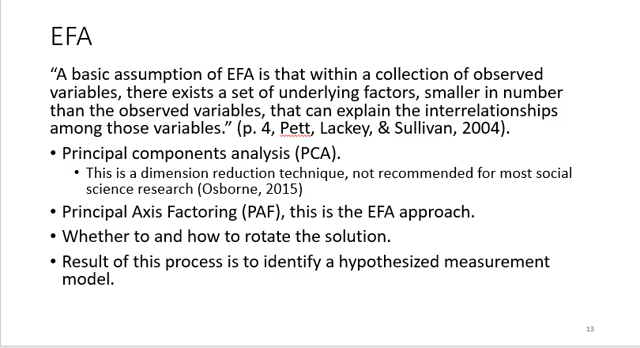 EFA
“A basic assumption of EFA is that within a collection of observed
variables, there exists a set of underlying factors, smaller in number
than the observed variables, that can explain the interrelationships
among those variables.” (p. 4, Pett, Lackey, & Sullivan, 2004).
• Principal components analysis (PCA).
• This is a dimension reduction technique, not recommended for most social
science research (Osborne, 2015)
• Principal Axis Factoring (PAF), this is the EFA approach.
• Whether to and how to rotate the solution.
• Result of this process is to identify a hypothesized measurement
model.
13